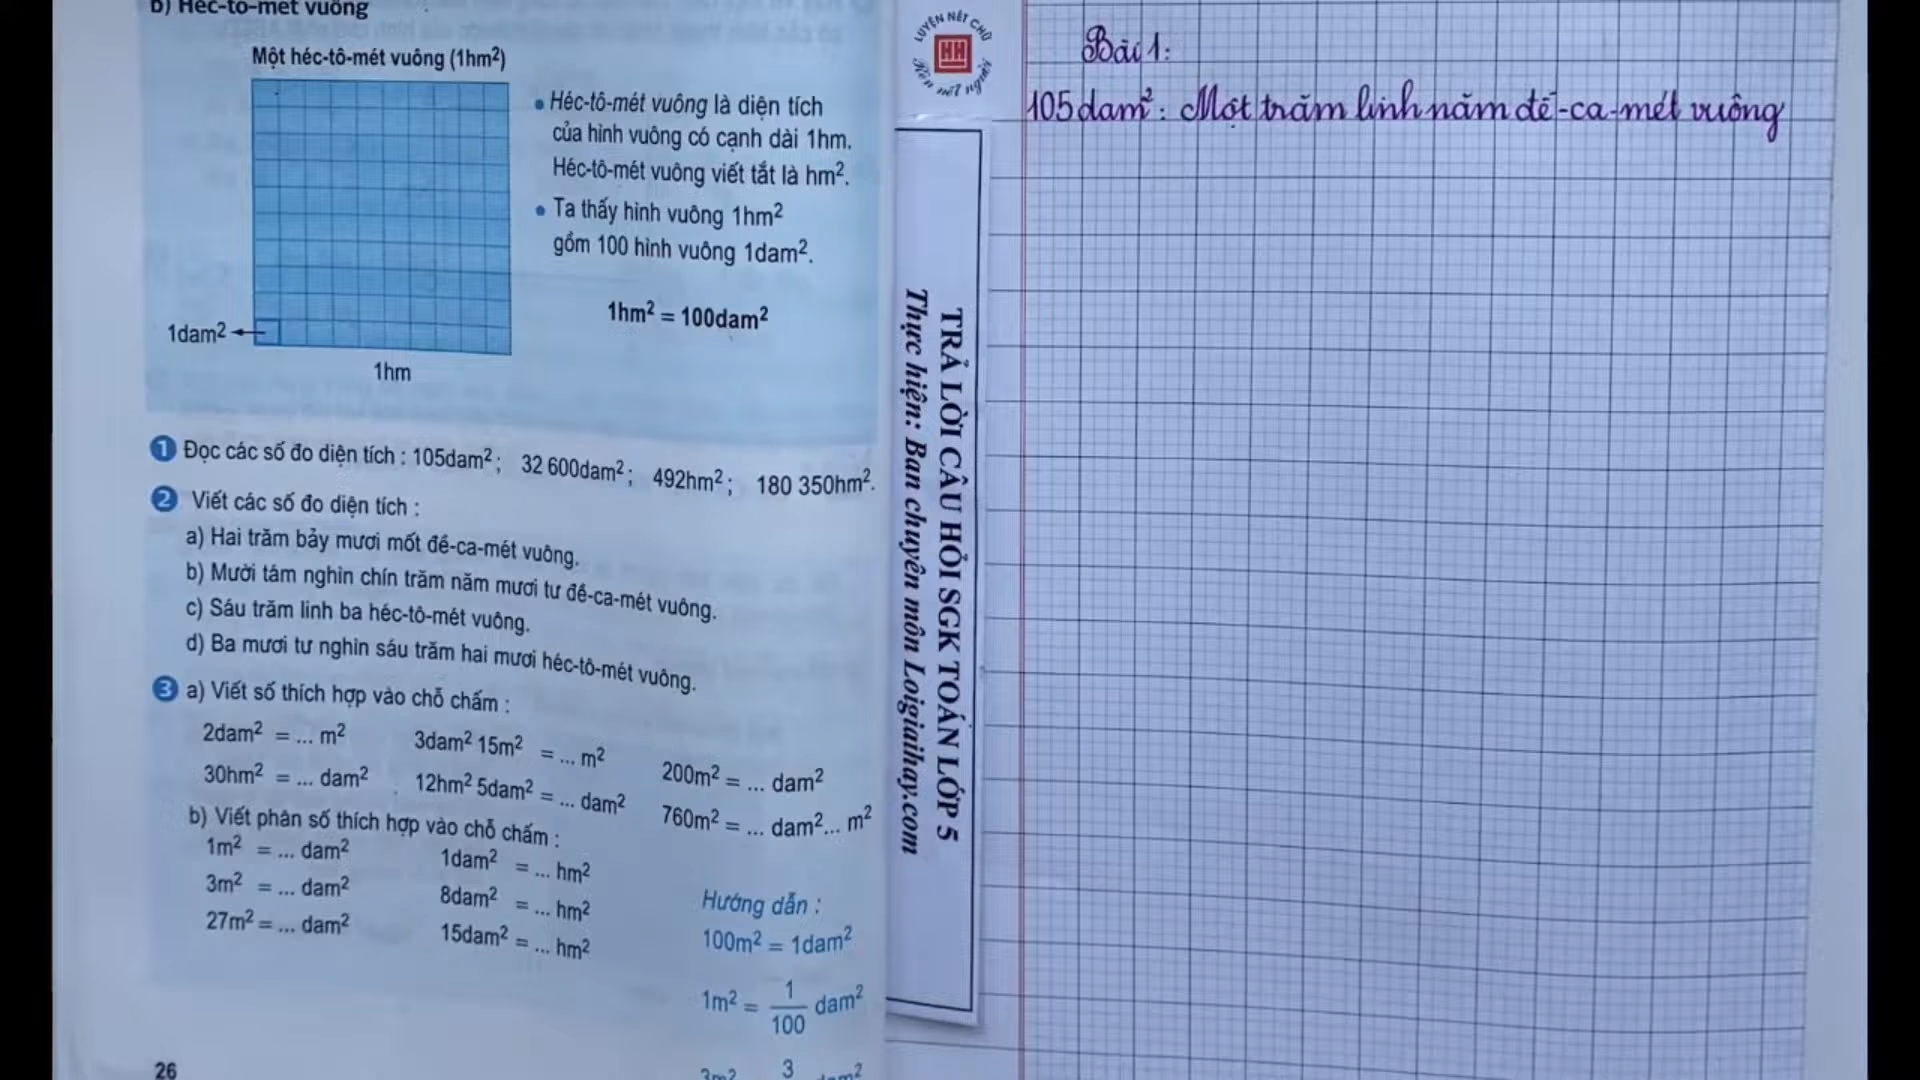 b) Héc-tô-mét vuông
Một héc-tô-mét vuông (1hm²)
• Héc-tô-mét vuông là diện tích
của hình vuông có cạnh dài 1hm.
Héc-tô-mét vuông viết tắt là hm².
• Ta thấy hình vuông 1hm²
gồm 100 hình vuông 1dam².
1hm² = 100dam²
1dam²
1hm
1 Đọc các số đo diện tích : 105dam² ; 32 600dam² ; 492hm² ; 180 350hm².
2 Viết các số đo diện tích :
a) Hai trăm bảy mươi mốt đề-ca-mét vuông.
b) Mười tám nghìn chín trăm năm mươi tư đề-ca-mét vuông.
c) Sáu trăm linh ba héc-tô-mét vuông.
d) Ba mươi tư nghìn sáu trăm hai mươi héc-tô-mét vuông.
3 a) Viết số thích hợp vào chỗ chấm :
2dam² = ... m² 3dam² 15m² = ... m² 200m² = ... dam²
30hm² = ... dam² 12hm² 5dam² = ... dam² 760m² = ... dam²... m²
b) Viết phân số thích hợp vào chỗ chấm :
1m² = ... dam² 1dam² = ... hm²
3m² = ... dam² 8dam² = ... hm²
27m² = ... dam² 15dam² = ... hm²
Hướng dẫn :
100m² = 1dam²
1m² = 1/100 dam²
3m² 3 dam²
26
LUYỆN NÉT CHỮ
HH
Rèn nết người
TRẢ LỜI CÂU HỎI SGK TOÁN LỚP 5
Thực hiện: Ban chuyên môn Loigiaihay.com
Bài 1:
105 dam² : Một trăm linh năm đề-ca-mét vuông